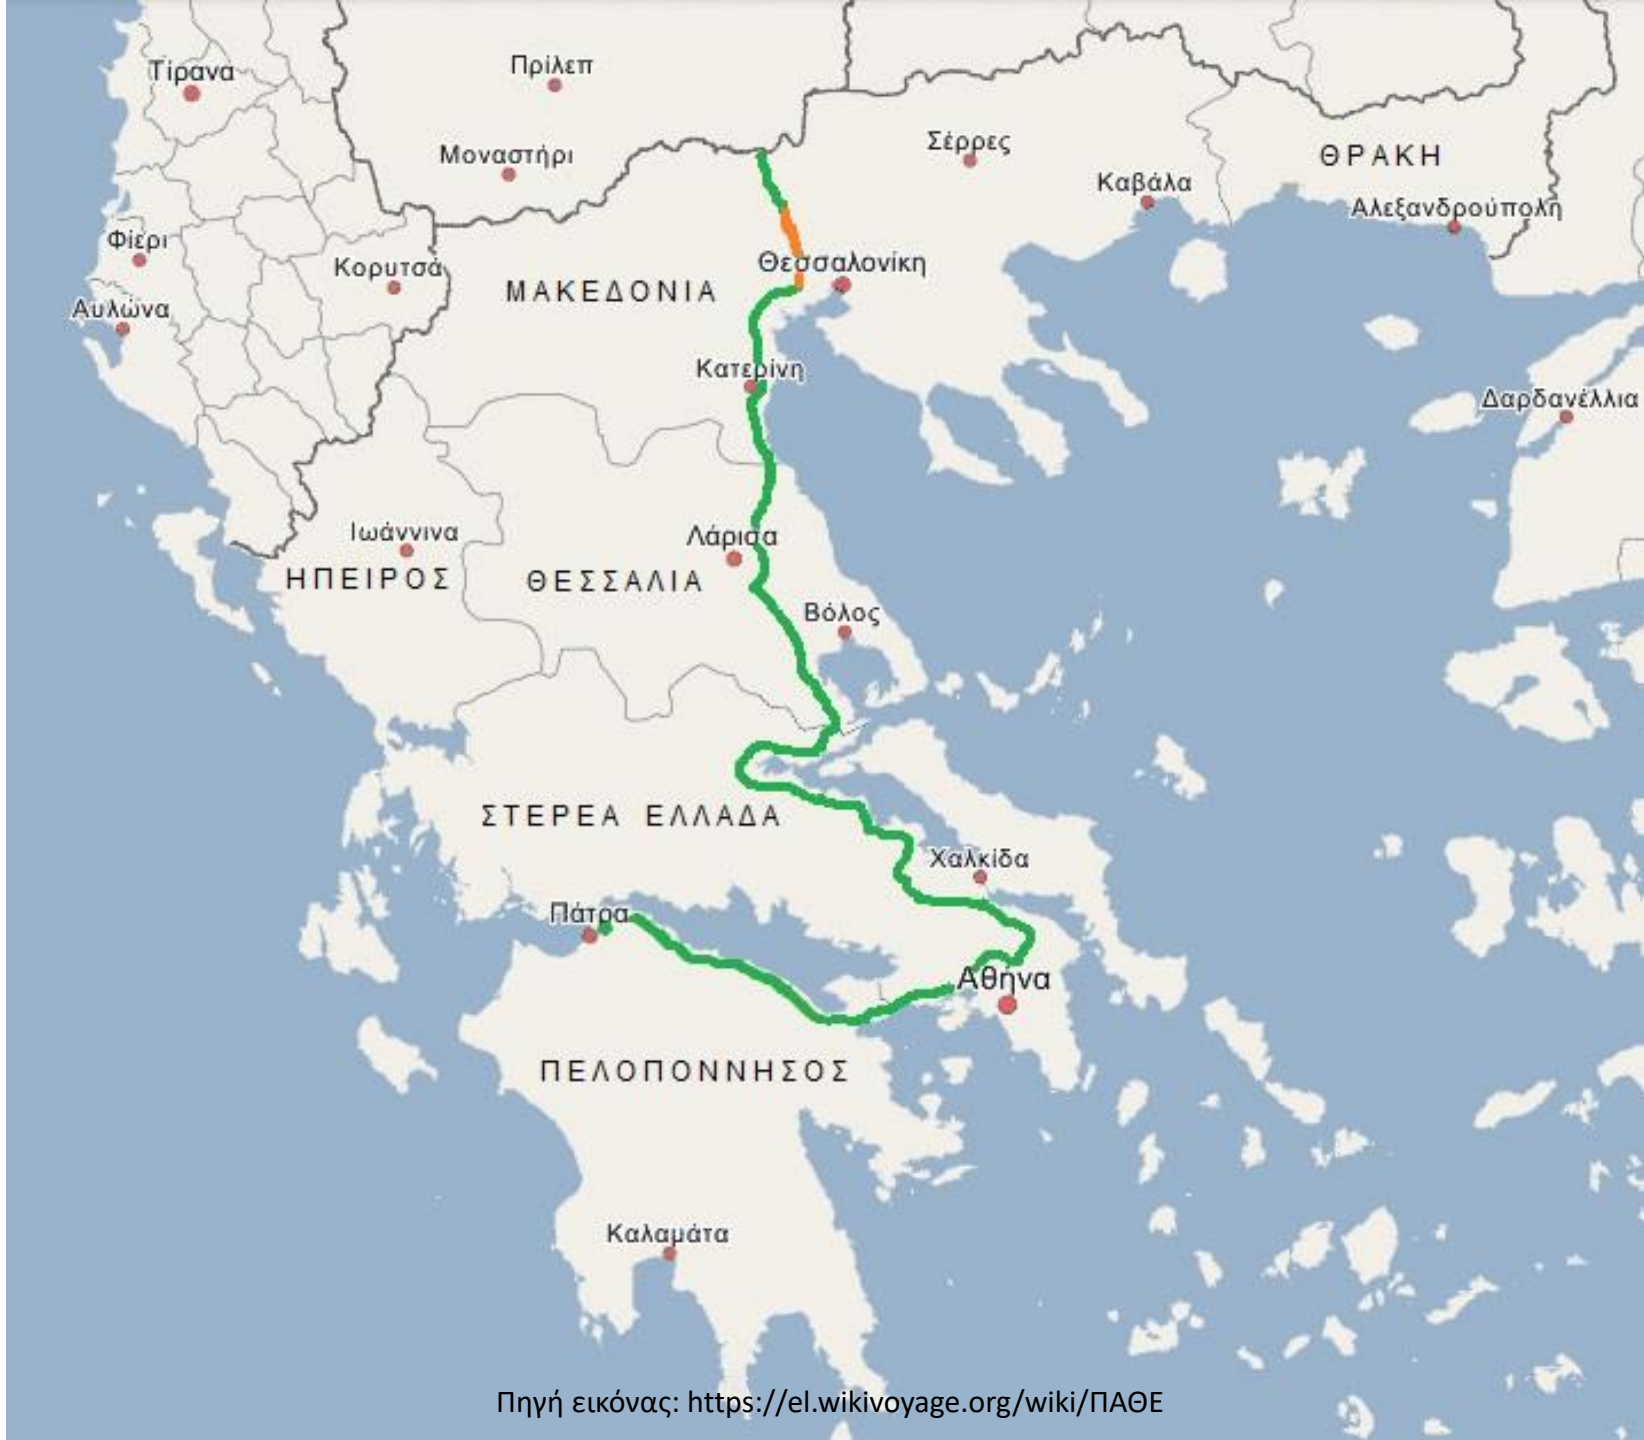 Τίρανα
Πρίλεπ
Μοναστήρι
Σέρρες
ΘΡΑΚΗ
Καβάλα
Αλεξανδρούπολη
Φίερι
Κορυτσά
Θεσσαλονίκη
ΜΑΚΕΔΟΝΙΑ
Αυλώνα
Κατερίνη
Δαρδανέλλια
Ιωάννινα
Λάρισα
ΗΠΕΙΡΟΣ
ΘΕΣΣΑΛΙΑ
Βόλος
ΣΤΕΡΕΑ ΕΛΛΑΔΑ
Χαλκίδα
Πάτρα
Αθήνα
ΠΕΛΟΠΟΝΝΗΣΟΣ
Καλαμάτα
Πηγή εικόνας: https://el.wikivoyage.org/wiki/ΠΑΘΕ